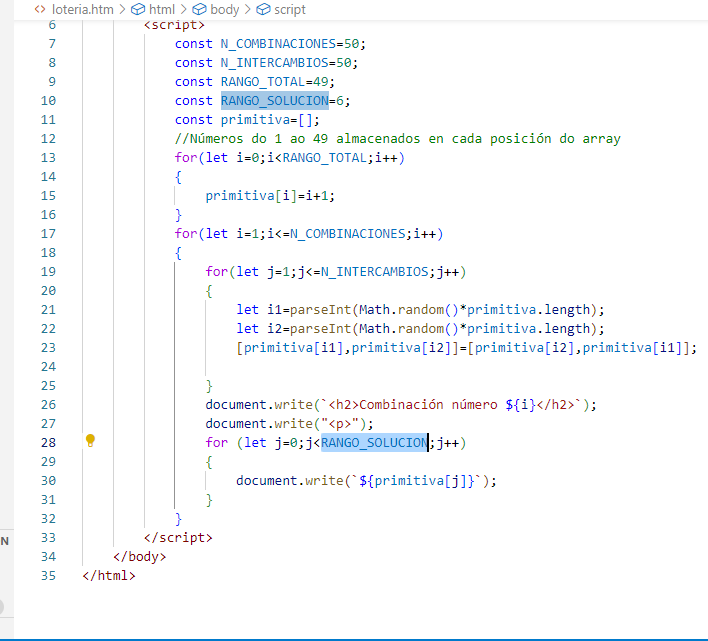 loteria.htm > html > body > script
6 <script>
7 const N_COMBINACIONES=50;
8 const N_INTERCAMBIOS=50;
9 const RANGO_TOTAL=49;
10 const RANGO_SOLUCION=6;
11 const primitiva=[];
12 //Números do 1 ao 49 almacenados en cada posición do array
13 for(let i=0;i<RANGO_TOTAL;i++)
14 {
15 primitiva[i]=i+1;
16 }
17 for(let i=1;i<=N_COMBINACIONES;i++)
18 {
19 for(let j=1;j<=N_INTERCAMBIOS;j++)
20 {
21 let i1=parseInt(Math.random()*primitiva.length);
22 let i2=parseInt(Math.random()*primitiva.length);
23 [primitiva[i1],primitiva[i2]]=[primitiva[i2],primitiva[i1]];
24
25 }
26 document.write(`<h2>Combinación número ${i}</h2>`);
27 document.write("<p>");
28 for (let j=0;j<RANGO_SOLUCION;j++)
29 {
30 document.write(`${primitiva[j]}`);
31 }
32 }
33 </script>
N
34 </body>
35 </html>